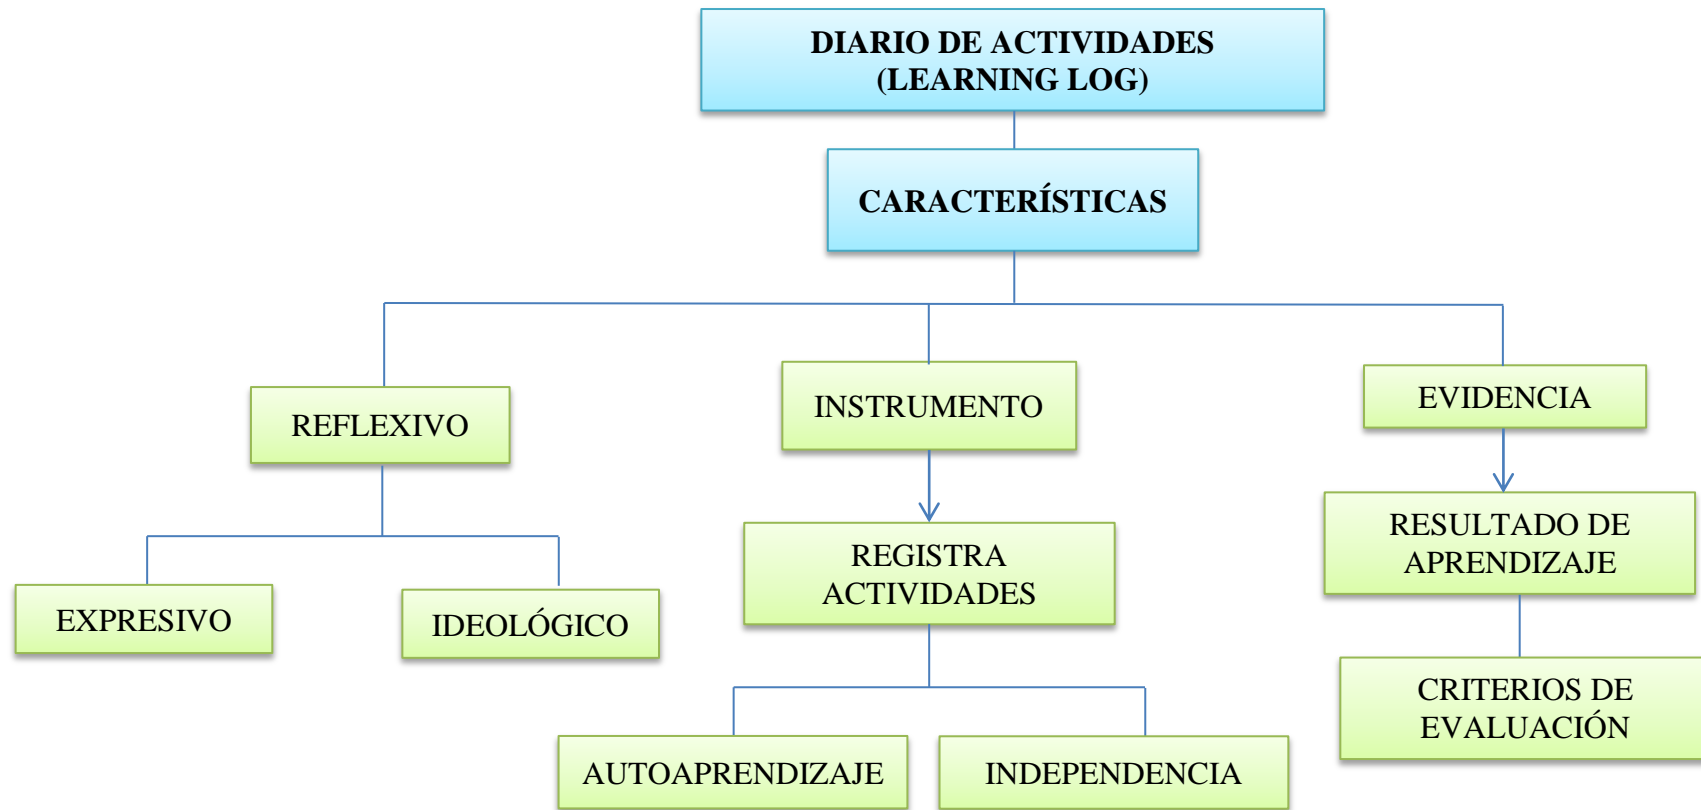 DIARIO DE ACTIVIDADES
(LEARNING LOG)
CARACTERÍSTICAS
REFLEXIVO
INSTRUMENTO
EVIDENCIA
EXPRESIVO
IDEOLÓGICO
REGISTRA
ACTIVIDADES
RESULTADO DE
APRENDIZAJE
AUTOAPRENDIZAJE
INDEPENDENCIA
CRITERIOS DE
EVALUACIÓN